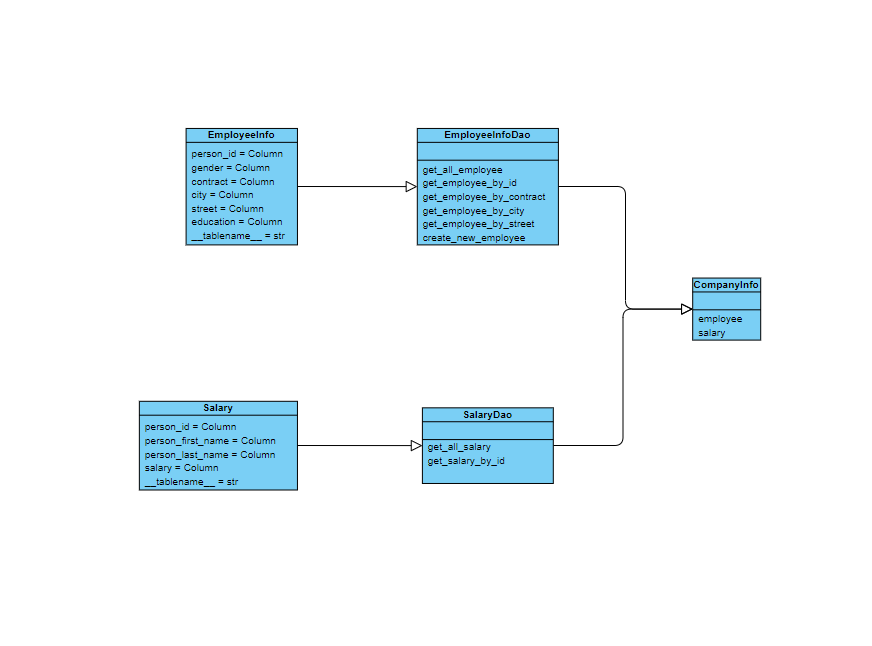 EmployeeInfo
person_id = Column
gender = Column
contract = Column
city = Column
street = Column
education = Column
__tablename__ = str
EmployeeInfoDao
get_all_employee
get_employee_by_id
get_employee_by_contract
get_employee_by_city
get_employee_by_street
create_new_employee
CompanyInfo
employee
salary
Salary
person_id = Column
person_first_name = Column
person_last_name = Column
salary = Column
__tablename__ = str
SalaryDao
get_all_salary
get_salary_by_id